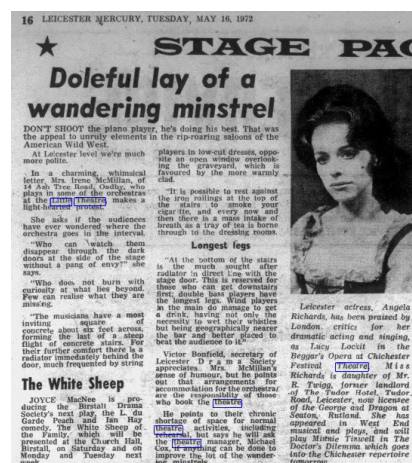 16 LEICESTER MERCURY, TUESDAY, MAY 16, 1972
STAGE PAG
Doleful lay of a
wandering minstrel
DON'T SHOOT the piano player, he's doing his best. That was
the appeal to unruly elements in the rip-roaring saloons of the
American Wild West.
At Leicester level we're much
more polite.
In a charming, whimsical
letter, Mrs. Irene McMillan, of
14 Ash Tree Road, Oadby, who
plays in some of the orchestras
at the Little Theatre, makes a
light-hearted protest.
She asks if the audiences
have ever wondered where the
orchestra goes in the interval.
"Who can watch them
disappear through the dark
doors at the side of the stage
without a pang of envy?" she
says.
"Who does not burn with
curiosity at what lies beyond.
Few can realise what they are
missing.
"The musicians have a most
inviting square of
concrete about six feet across,
forming the last of a steep
flight of concrete stairs. For
their further comfort there is a
radiator immediately behind the
door, much frequented by string
players in low-cut dresses, oppo-
site an open window overlook-
ing the graveyard, which is
favoured by the more warmly
clad.
"It is possible to rest against
the iron railings at the top of
the stairs to smoke your
cigarette, and every now and
then there is a mass intake of
breath as a tray of tea is borne
through to the dressing rooms.
Longest legs
"At the bottom of the stairs
is the much sought after
radiator in direct line with the
stage door. This is reserved for
those who can get downstairs
first; double bass players have
the longest legs. Wind players
in the main do manage to get
a drink, having not only the
necessity to wet their whistles
but being geographically nearer
the bar and better placed to
beat the audience to it."
Victor Bonfield, secretary of
Leicester Drama Society
appreciates Mrs. McMillan's
sense of humour, but he points
out that arrangements for
accommodation for the orchestra
are the responsibility of those
who book the theatre.
He points to their chronic
shortage of space for normal
theatre activities, including
rehearsal, but says he will ask
the theatre manager, Michael
Cox, if anything can be done to
improve the lot of the wander-
ing minstrels.
The White Sheep
JOYCE MacNee is pro-
ducing the Birstall Drama
Society's next play, the L. du
Garde Peach and Ian Hay
comedy, The White Sheep of
the Family, which will be
presented at the Church Hall,
Birstall, on Saturday and on
Monday and Tuesday next
week.
Leicester actress, Angela
Richards, has been praised by
London critics for her
dramatic acting and singing,
as Lucy Lockit in the
Beggar's Opera at Chichester
Festival Theatre. Miss
Richards is daughter of Mr.
R. Twigg, former landlord
of The Tudor Hotel, Tudor
Road, Leicester, now licensee
of the George and Dragon at
Seaton, Rutland. She has
appeared in West End
musical plays, and will
play Minnie Tinwell in The
Doctor's Dilemma which goes
into the Chichester repertoire
tomorrow.